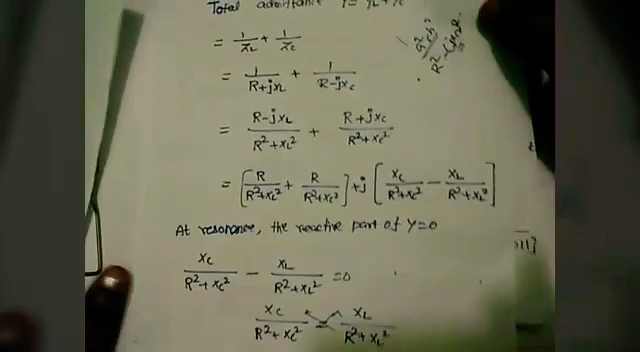 Total admittance Y = YL + YC
= 1/ZL + 1/ZC
= 1/(R+jXL) + 1/(R-jXC)
= (R-jXL)/(R²+XL²) + (R+jXC)/(R²+XC²)
= [R/(R²+XL²) + R/(R²+XC²)] + j [XC/(R²+XC²) - XL/(R²+XL²)]
At resonance, the reactive part of Y=0
XC/(R²+XC²) - XL/(R²+XL²) = 0
XC/(R²+XC²) = XL/(R²+XL²)